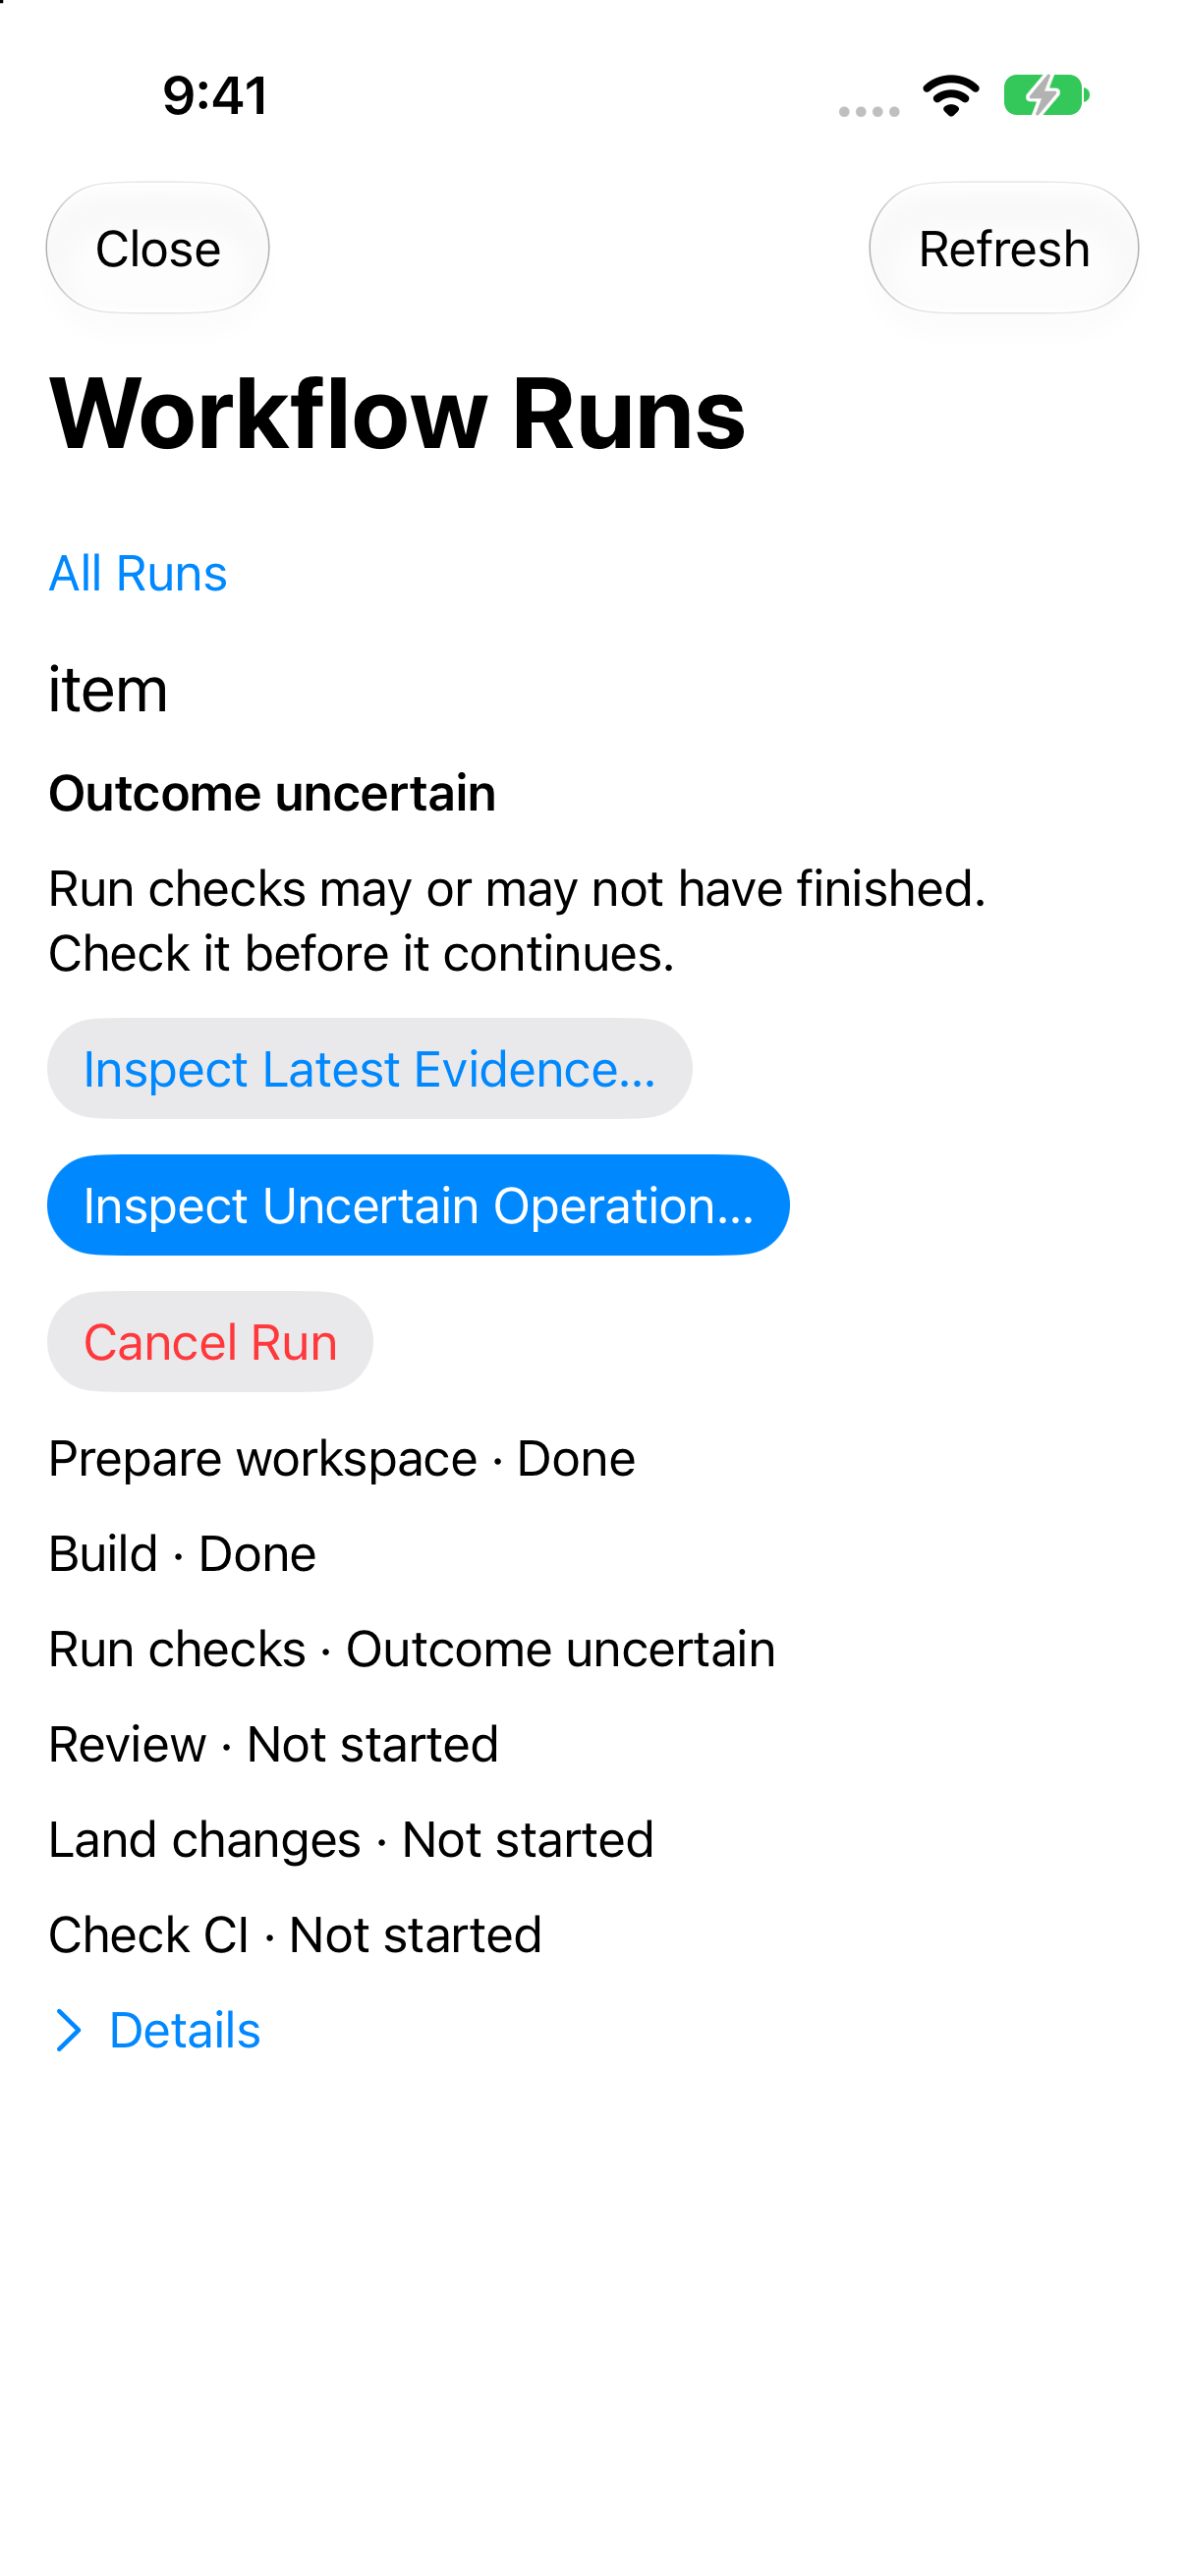 9:41
Close
Refresh
Workflow Runs
All Runs
item
Outcome uncertain
Run checks may or may not have finished.
Check it before it continues.
Inspect Latest Evidence...
Inspect Uncertain Operation...
Cancel Run
Prepare workspace · Done
Build · Done
Run checks · Outcome uncertain
Review · Not started
Land changes · Not started
Check CI · Not started
Details